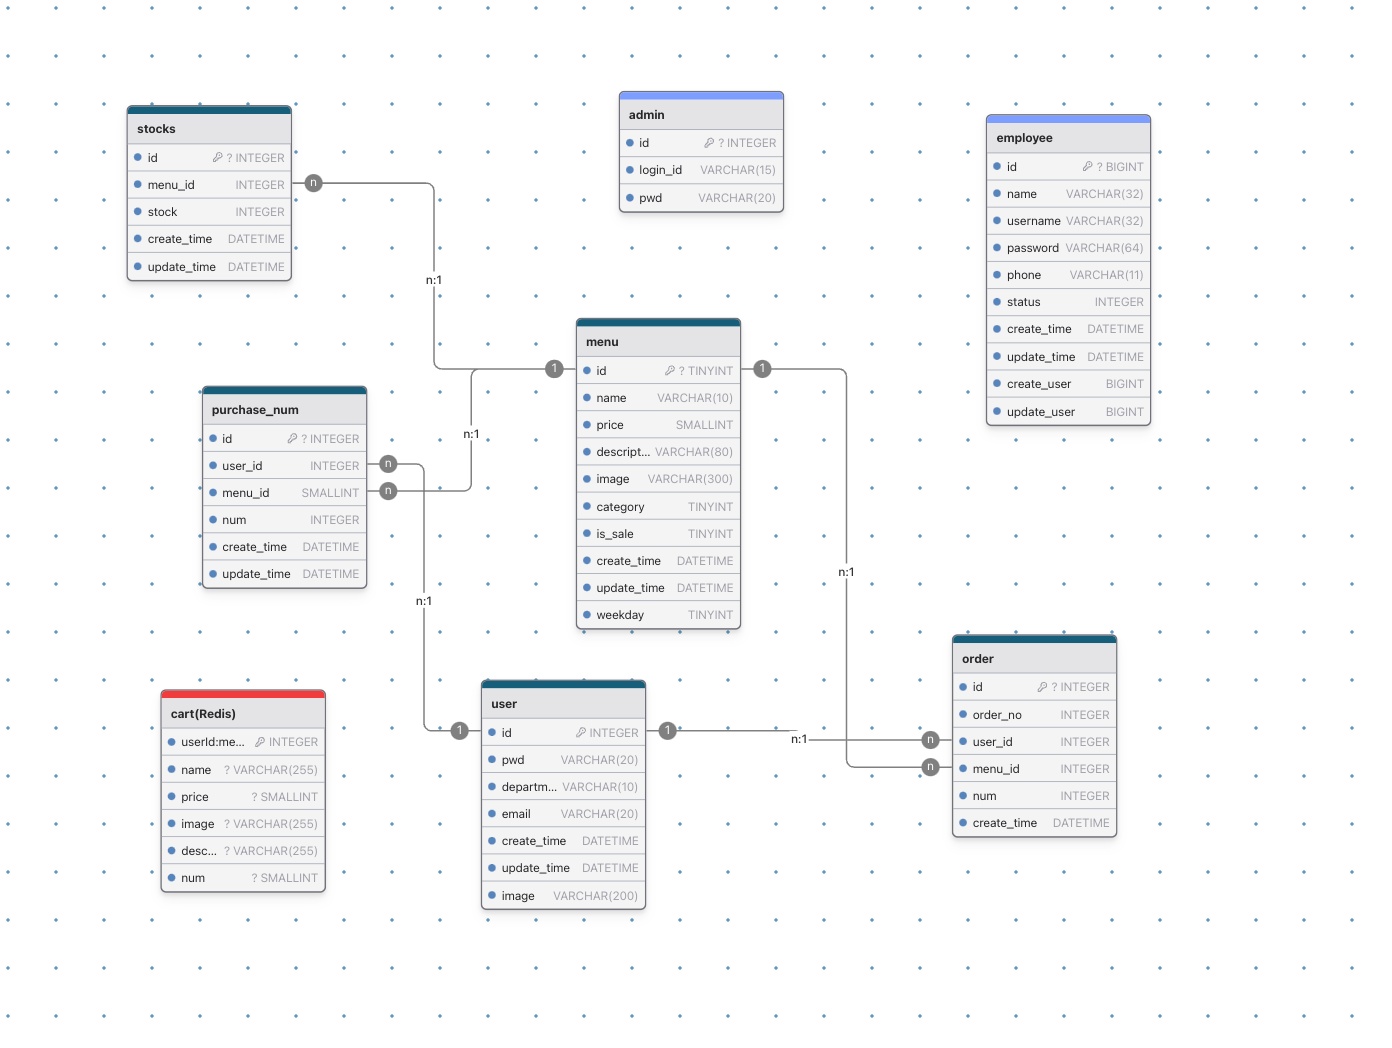 stocks
id ? INTEGER
menu_id INTEGER
stock INTEGER
create_time DATETIME
update_time DATETIME
n
n:1
admin
id ? INTEGER
login_id VARCHAR(15)
pwd VARCHAR(20)
employee
id ? BIGINT
name VARCHAR(32)
username VARCHAR(32)
password VARCHAR(64)
phone VARCHAR(11)
status INTEGER
create_time DATETIME
update_time DATETIME
create_user BIGINT
update_user BIGINT
menu
id ? TINYINT
name VARCHAR(10)
price SMALLINT
descript... VARCHAR(80)
image VARCHAR(300)
category TINYINT
is_sale TINYINT
create_time DATETIME
update_time DATETIME
weekday TINYINT
1
1
n:1
n:1
purchase_num
id ? INTEGER
user_id INTEGER
menu_id SMALLINT
num INTEGER
create_time DATETIME
update_time DATETIME
n
n
n:1
cart(Redis)
userId:me... INTEGER
name ? VARCHAR(255)
price ? SMALLINT
image ? VARCHAR(255)
desc... ? VARCHAR(255)
num ? SMALLINT
user
id INTEGER
pwd VARCHAR(20)
departm... VARCHAR(10)
email VARCHAR(20)
create_time DATETIME
update_time DATETIME
image VARCHAR(200)
1
1
n:1
order
id ? INTEGER
order_no INTEGER
user_id INTEGER
menu_id INTEGER
num INTEGER
create_time DATETIME
n
n